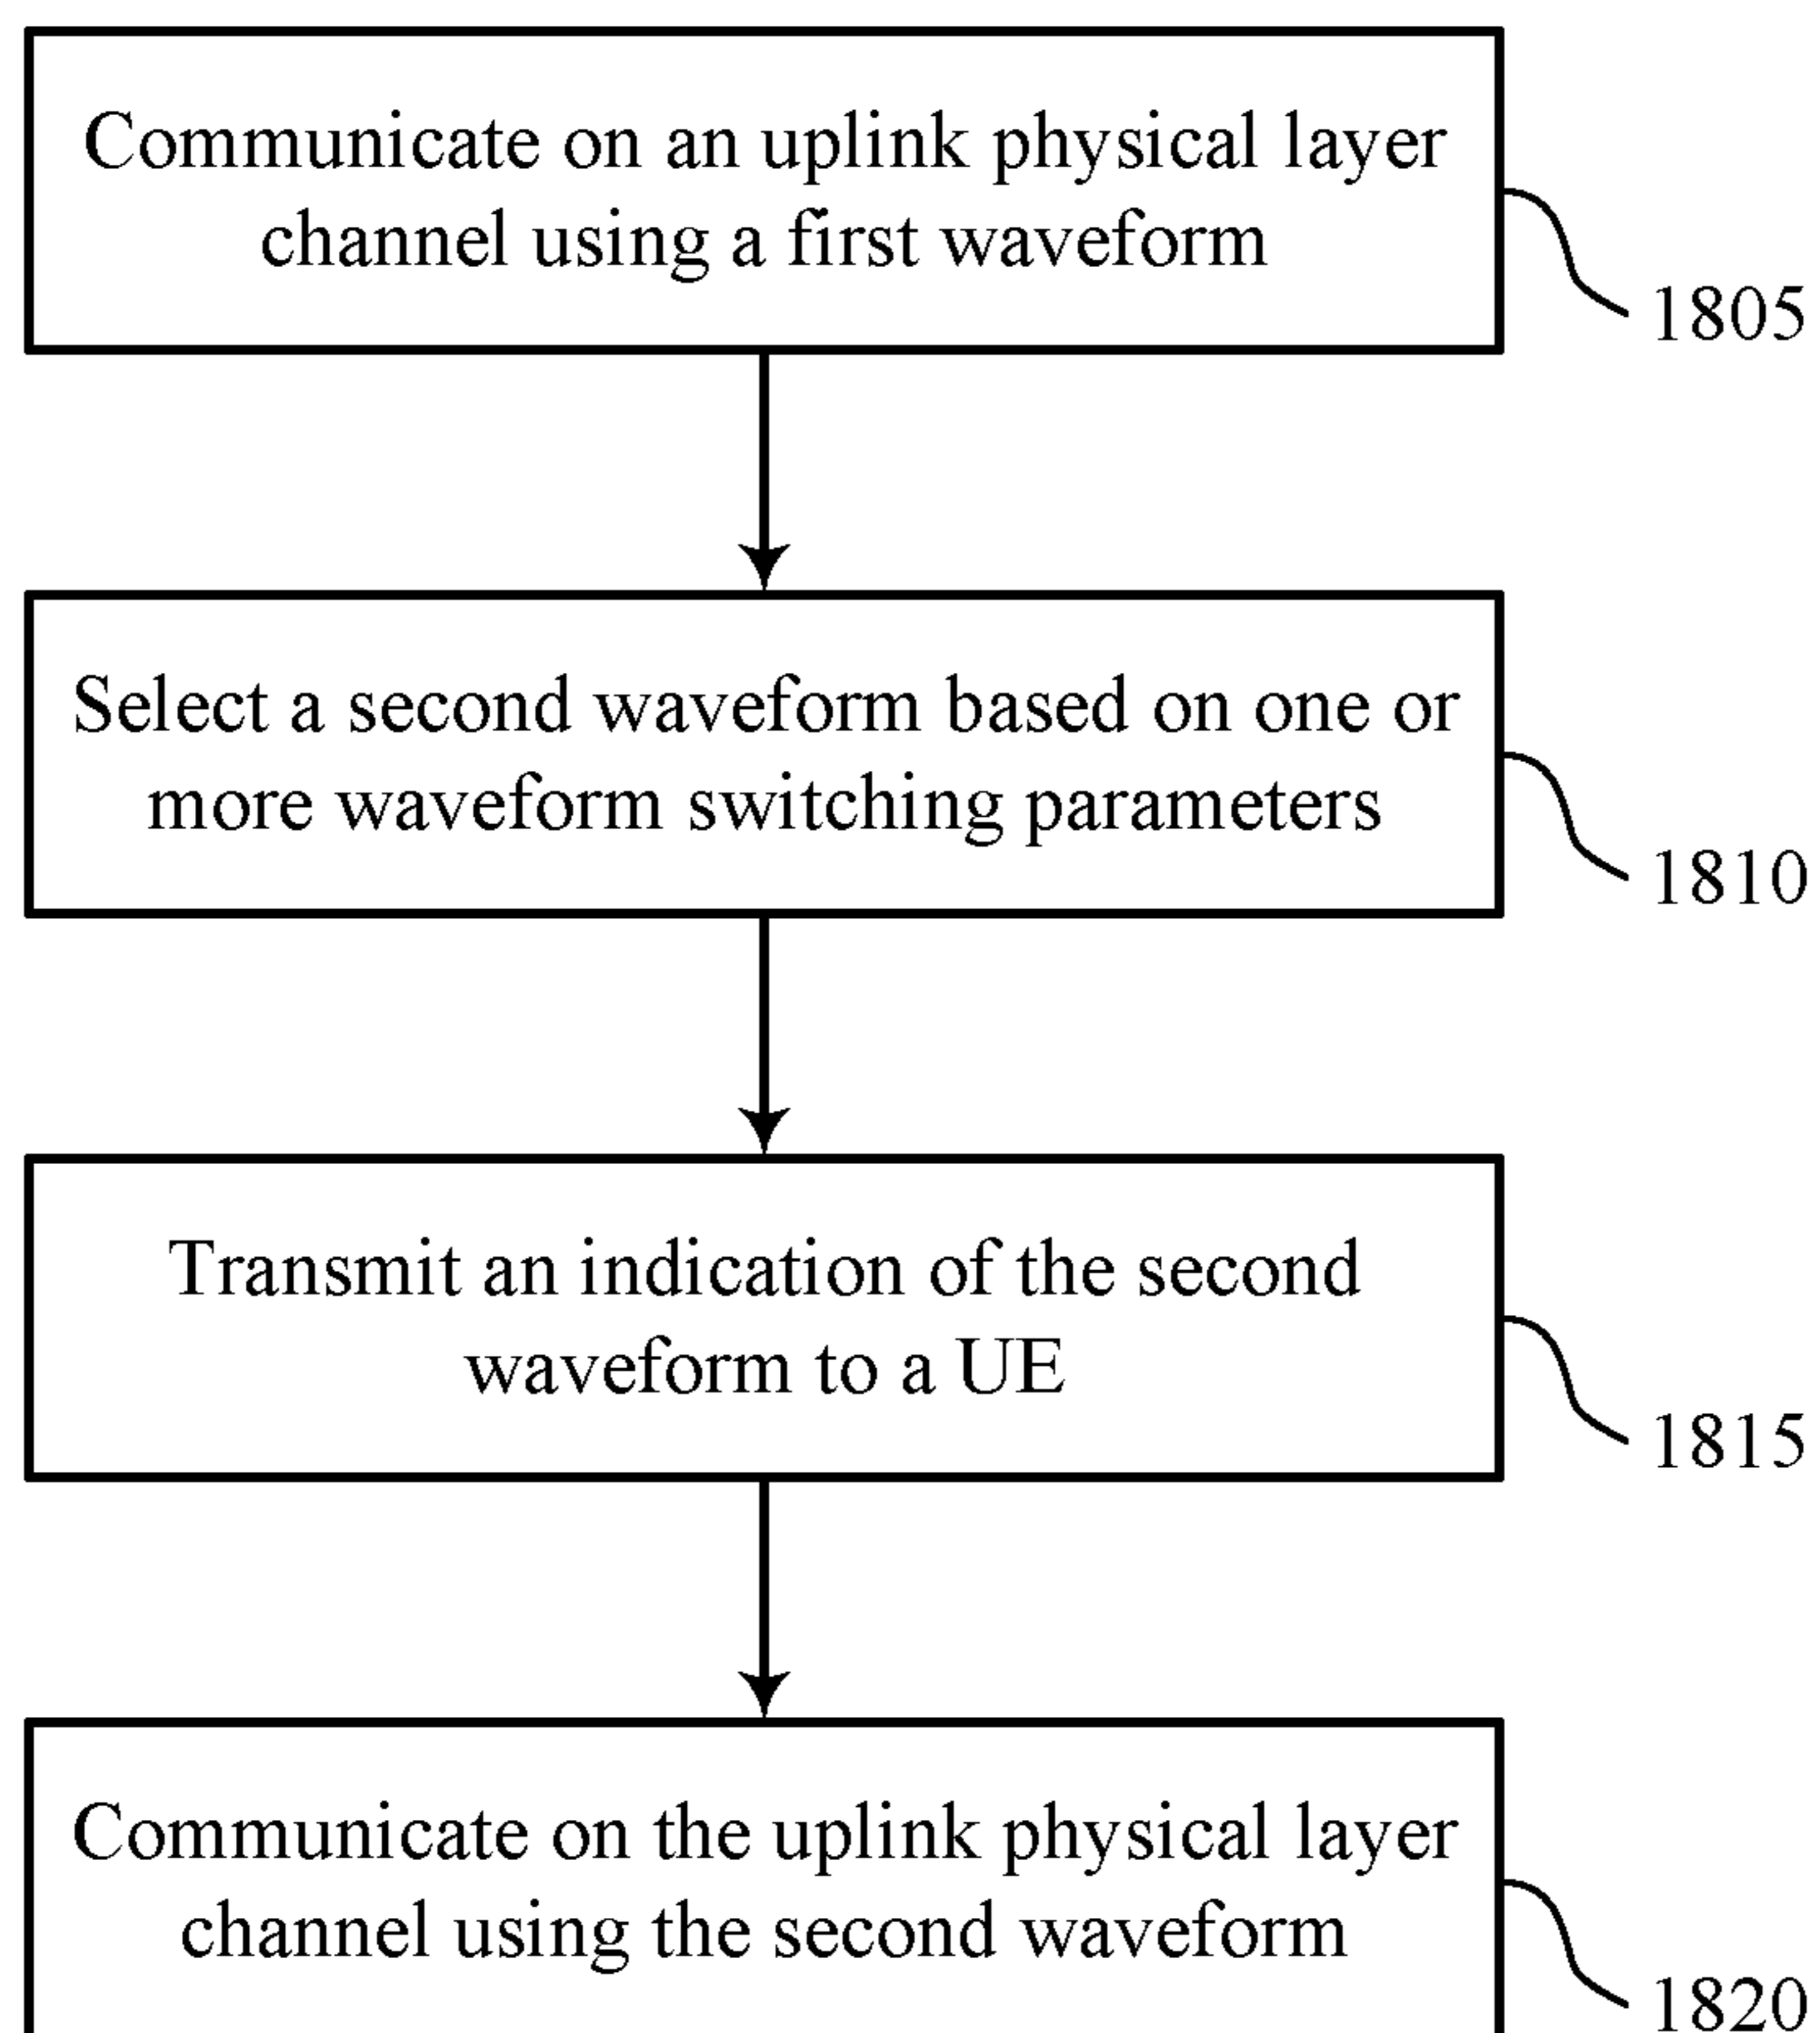 Communicate on an uplink physical layer
channel using a first waveform
1805
Select a second waveform based on one or
more waveform switching parameters
1810
Transmit an indication of the second
waveform to a UE
1815
Communicate on the uplink physical layer
channel using the second waveform
1820